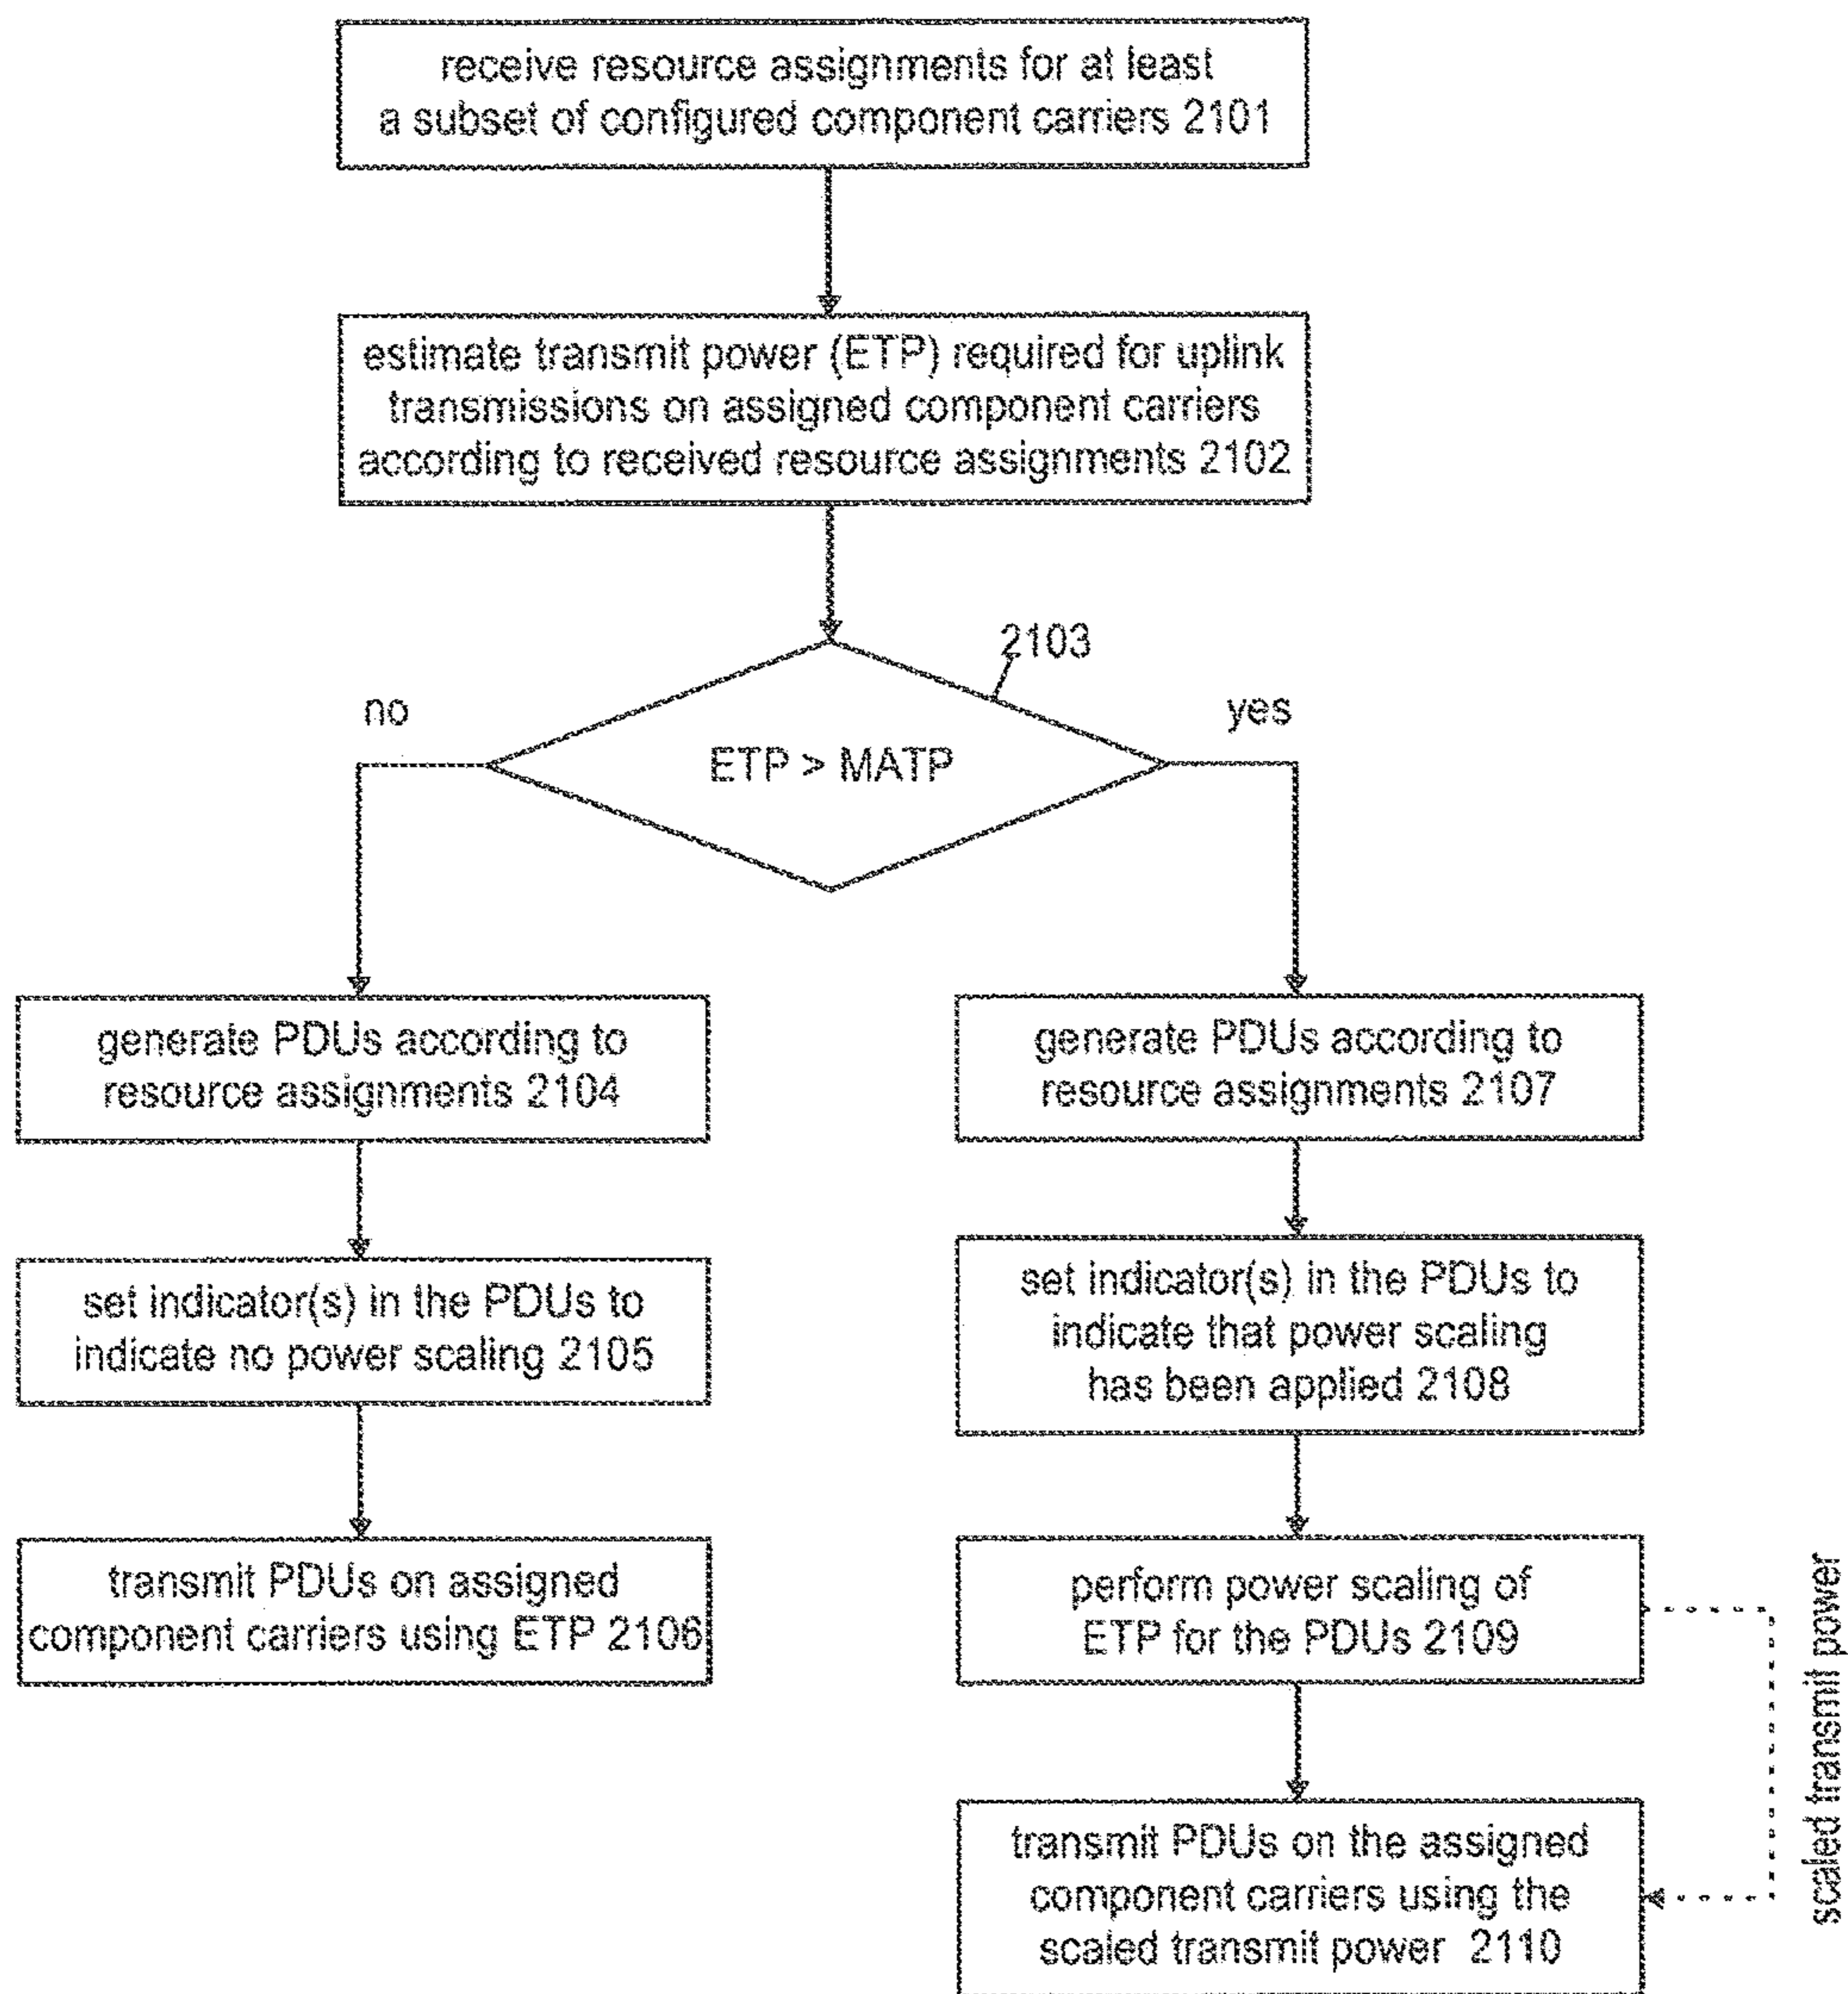 receive resource assignments for at least
a subset of configured component carriers 2101
estimate transmit power (ETP) required for uplink
transmissions on assigned component carriers
according to received resource assignments 2102
2103
no
yes
ETP > MATP
generate PDUs according to
resource assignments 2104
generate PDUs according to
resource assignments 2107
set indicator(s) in the PDUs to
indicate no power scaling 2105
set indicator(s) in the PDUs to
indicate that power scaling
has been applied 2108
transmit PDUs on assigned
component carriers using ETP 2106
perform power scaling of
ETP for the PDUs 2109
scaled transmit power
transmit PDUs on the assigned
component carriers using the
scaled transmit power 2110